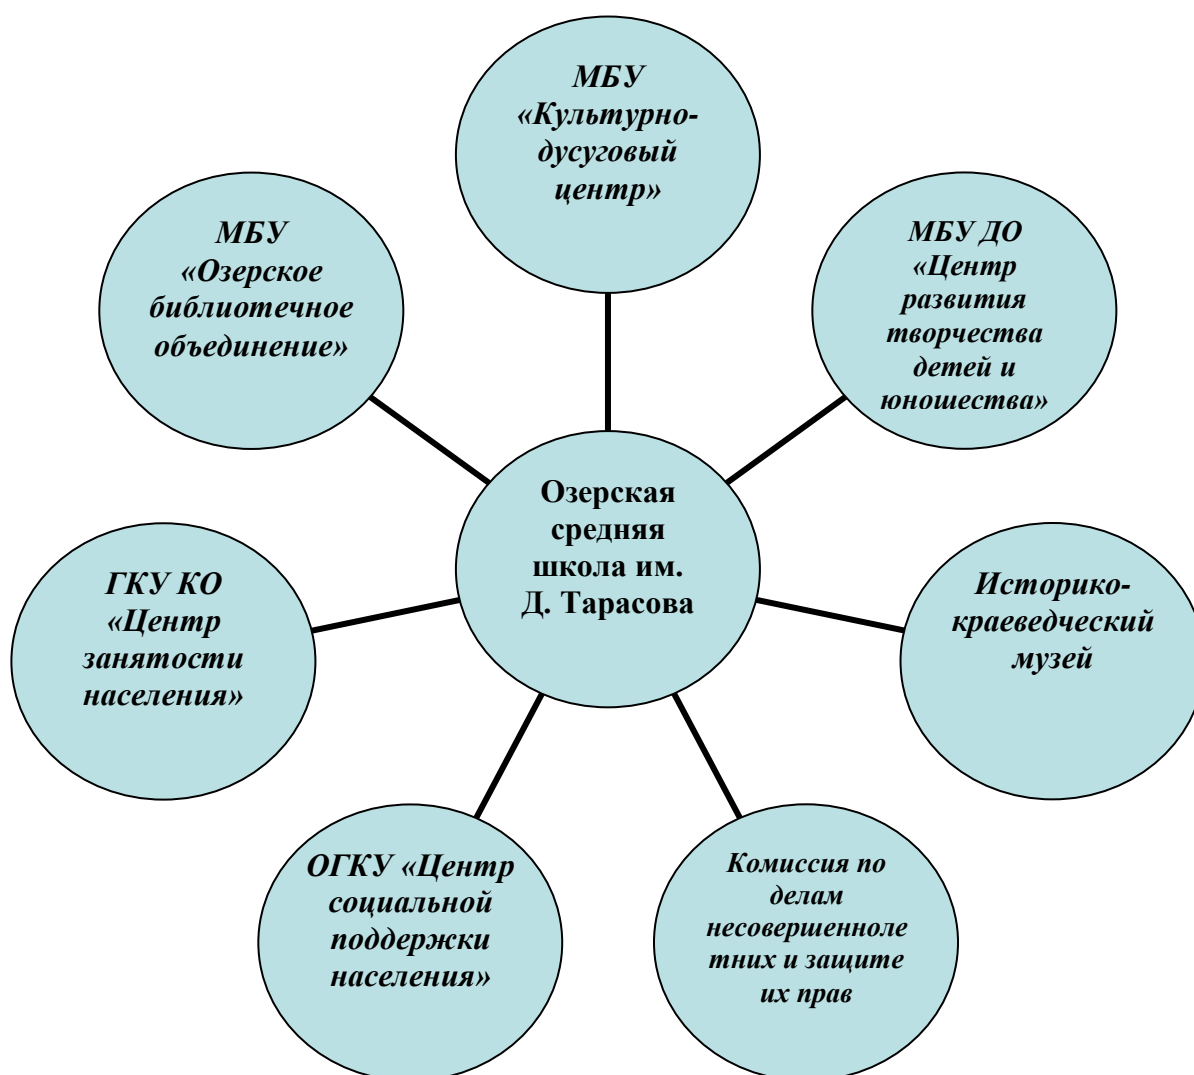 МБУ
«Культурно-
дусуговый
центр»
МБУ ДО
«Центр
развития
творчества
детей и
юношества»
Историко-
краеведческий
музей
Комиссия по
делам
несовершенноле
тних и защите
их прав
ОГКУ «Центр
социальной
поддержки
населения»
ГКУ КО
«Центр
занятости
населения»
МБУ
«Озерское
библиотечное
объединение»
Озерская
средняя
школа им.
Д. Тарасова